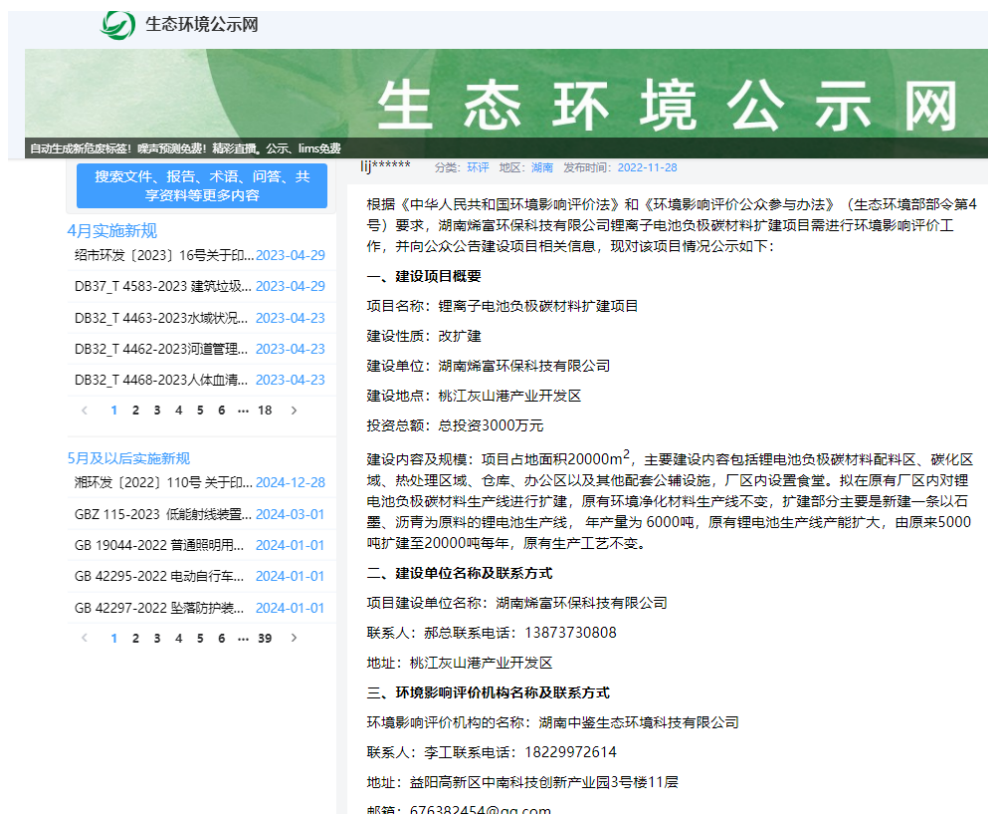 生态环境公示网
生态环境公示网
自动生成新危废标签！噪声预测免费！精彩直播。公示、lims免费
搜索文件、报告、术语、问答、共
享资料等更多内容
4月实施新规
绍市环发〔2023〕16号关于印... 2023-04-29
DB37_T 4583-2023 建筑垃圾... 2023-04-29
DB32_T 4463-2023水域状况... 2023-04-23
DB32_T 4462-2023河道管理... 2023-04-23
DB32_T 4468-2023人体血清... 2023-04-23
< 1 2 3 4 5 6 ··· 18 >
5月及以后实施新规
湘环发〔2022〕110号 关于印... 2024-12-28
GBZ 115-2023 低能射线装置... 2024-03-01
GB 19044-2022 普通照明用... 2024-01-01
GB 42295-2022 电动自行车... 2024-01-01
GB 42297-2022 坠落防护装... 2024-01-01
< 1 2 3 4 5 6 ··· 39 >
lij****** 分类：环评 地区：湖南 发布时间：2022-11-28
根据《中华人民共和国环境影响评价法》和《环境影响评价公众参与办法》（生态环境部部令第4
号）要求，湖南烯富环保科技有限公司锂离子电池负极碳材料扩建项目需进行环境影响评价工
作，并向公众公告建设项目相关信息，现对该项目情况公示如下：
一、建设项目概要
项目名称：锂离子电池负极碳材料扩建项目
建设性质：改扩建
建设单位：湖南烯富环保科技有限公司
建设地点：桃江灰山港产业开发区
投资总额：总投资3000万元
建设内容及规模：项目占地面积20000m²，主要建设内容包括锂电池负极碳材料配料区、碳化区
域、热处理区域、仓库、办公区以及其他配套公辅设施，厂区内设置食堂。拟在原有厂区内对锂
电池负极碳材料生产线进行扩建，原有环境净化材料生产线不变，扩建部分主要是新建一条以石
墨、沥青为原料的锂电池生产线， 年产量为 6000吨，原有锂电池生产线产能扩大，由原来5000
吨扩建至20000吨每年，原有生产工艺不变。
二、建设单位名称及联系方式
项目建设单位名称：湖南烯富环保科技有限公司
联系人：郝总联系电话：13873730808
地址：桃江灰山港产业开发区
三、环境影响评价机构名称及联系方式
环境影响评价机构的名称：湖南中鉴生态环境科技有限公司
联系人：李工联系电话：18229972614
地址：益阳高新区中南科技创新产业园3号楼11层
邮箱：676382454@qq.com